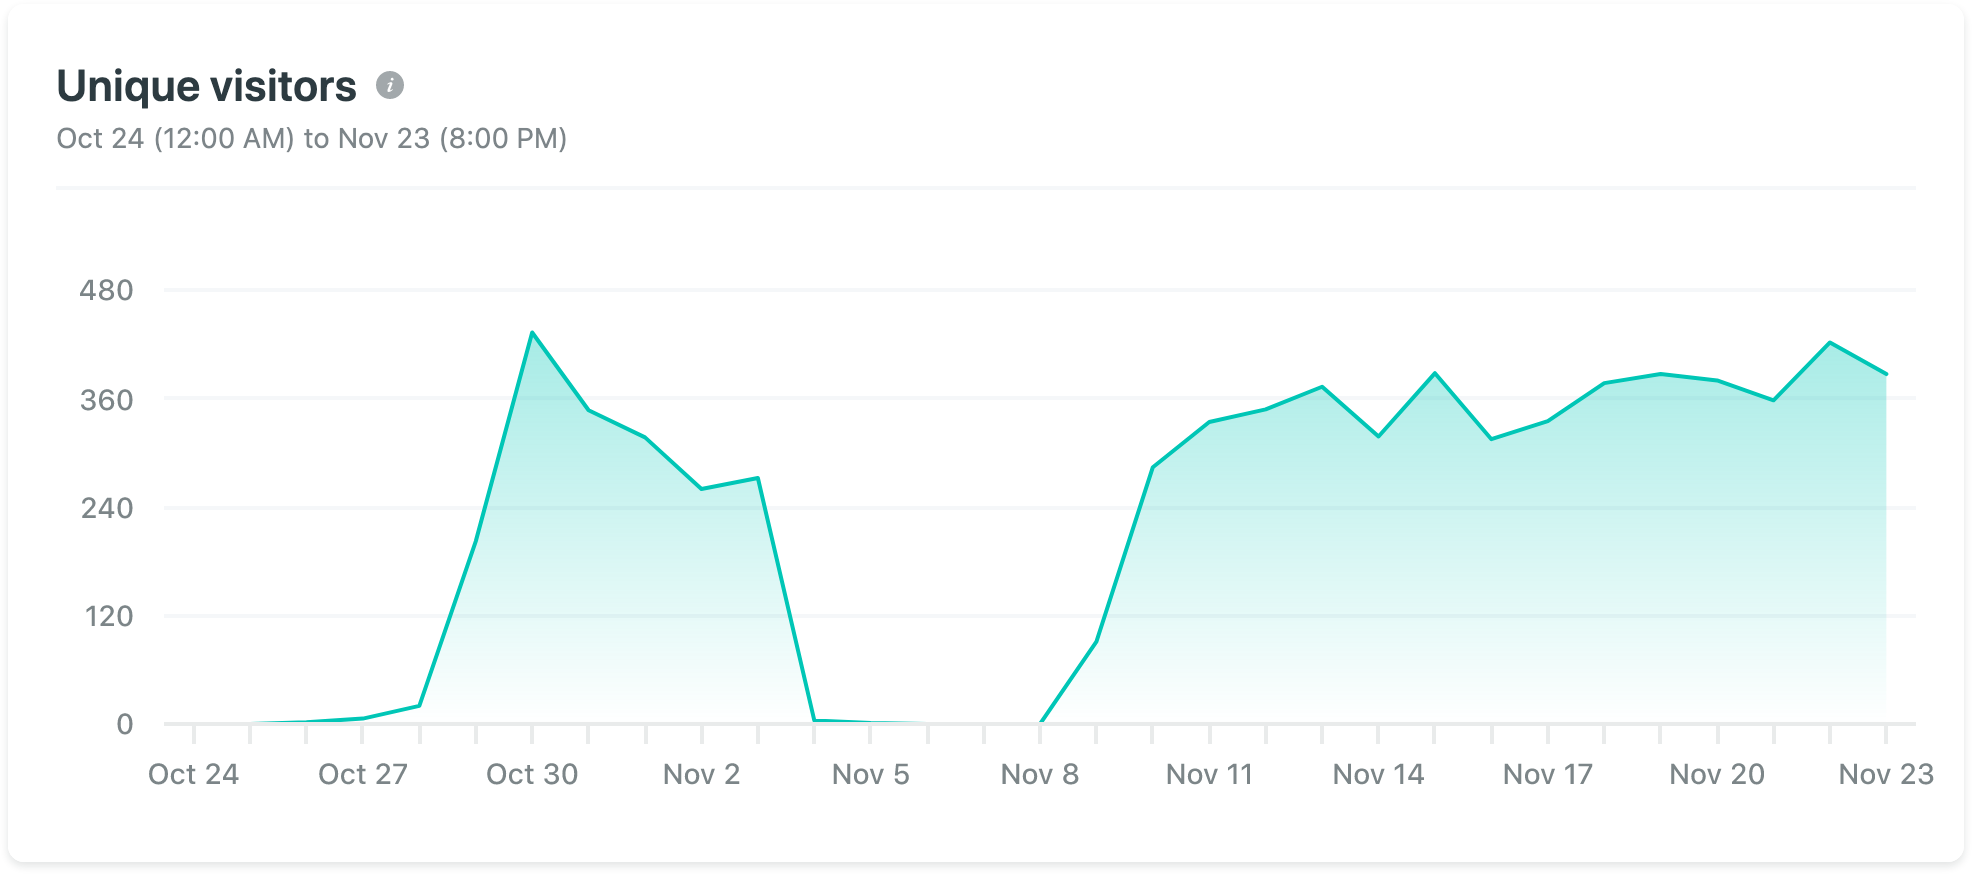 Unique visitors i
Oct 24 (12:00 AM) to Nov 23 (8:00 PM)
480
360
240
120
0
Oct 24 Oct 27 Oct 30 Nov 2 Nov 5 Nov 8 Nov 11 Nov 14 Nov 17 Nov 20 Nov 23